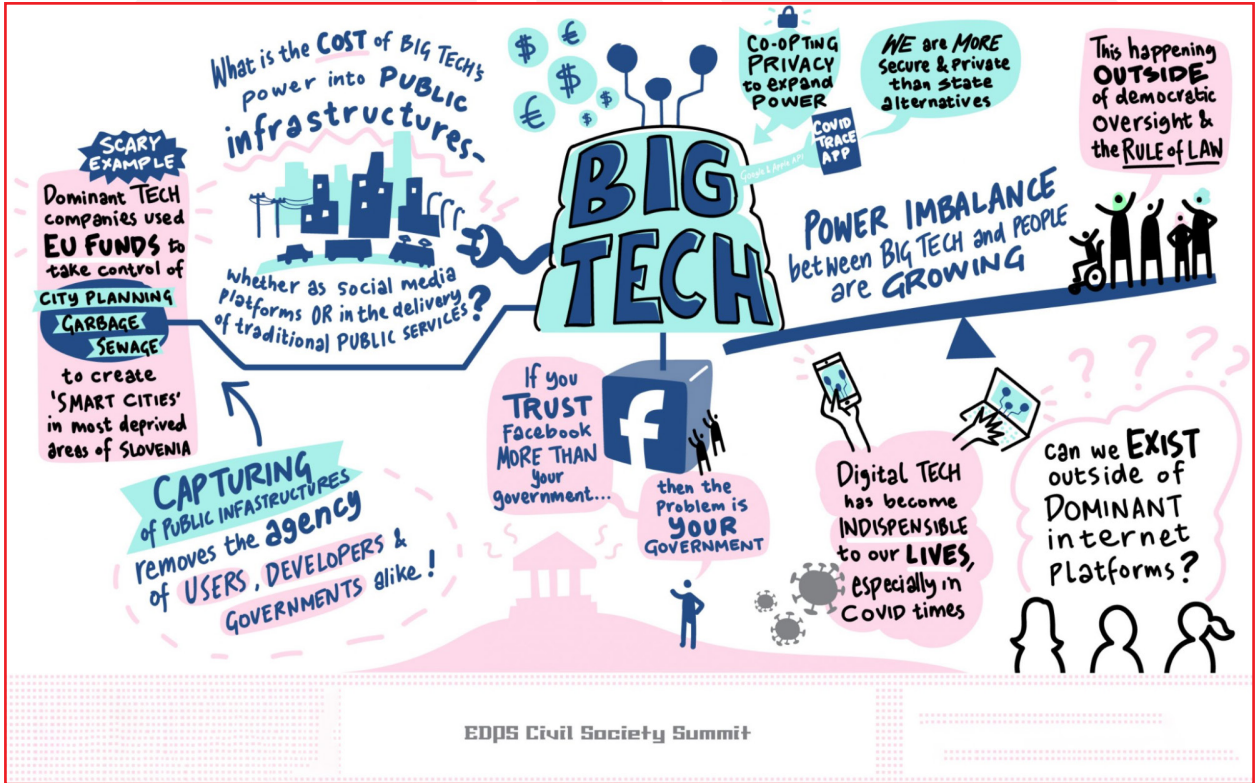 What is the COST of BIG TECH'S
power into PUBLIC
infrastructures-
whether as social media
platforms OR in the delivery
of traditional PUBLIC SERVICES?
SCARY
EXAMPLE
Dominant TECH
companies used
EU FUNDS to
take control of
CITY PLANNING
GARBAGE
SEWAGE
to create
'SMART CITIES'
in most deprived
areas of SLOVENIA
CAPTURING
of PUBLIC INFASTRUCTURES
removes the agency
of USERS, DEVELOPERS &
GOVERNMENTS alike!
$ €
$
€ $ $
BIG
TECH
CO-OPTING
PRIVACY
to expand
POWER
Google & Apple API
COVID
TRACE
APP
WE are MORE
secure & private
than state
alternatives
This happening
OUTSIDE
of democratic
oversight &
the RULE of LAW
POWER IMBALANCE
between BIG TECH and PEOPLE
are GROWING
If you
TRUST
Facebook
MORE THAN
your
government...
f
then the
problem is
YOUR
GOVERNMENT
Digital TECH
has become
INDISPENSIBLE
to our LIVES,
especially in
COVID times
? ? ? ?
can we EXIST
outside of
DOMINANT
internet
platforms?
EDPS Civil Society Summit